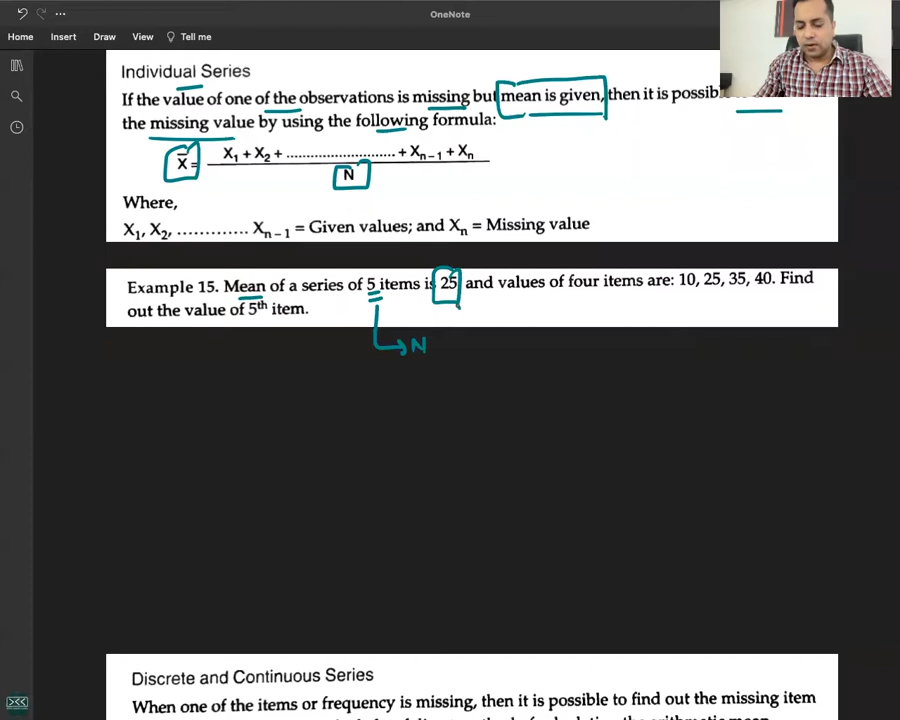 OneNote
Home Insert Draw View Tell me
Individual Series
If the value of one of the observations is missing but mean is given, then it is possib
the missing value by using the following formula:
X̄ = X₁ + X₂ + ................................ + Xₙ₋₁ + Xₙ
N
Where,
X₁, X₂, ............. Xₙ₋₁ = Given values; and Xₙ = Missing value
Example 15. Mean of a series of 5 items is 25 and values of four items are: 10, 25, 35, 40. Find
out the value of 5ᵗʰ item.
N
Discrete and Continuous Series
When one of the items or frequency is missing, then it is possible to find out the missing item